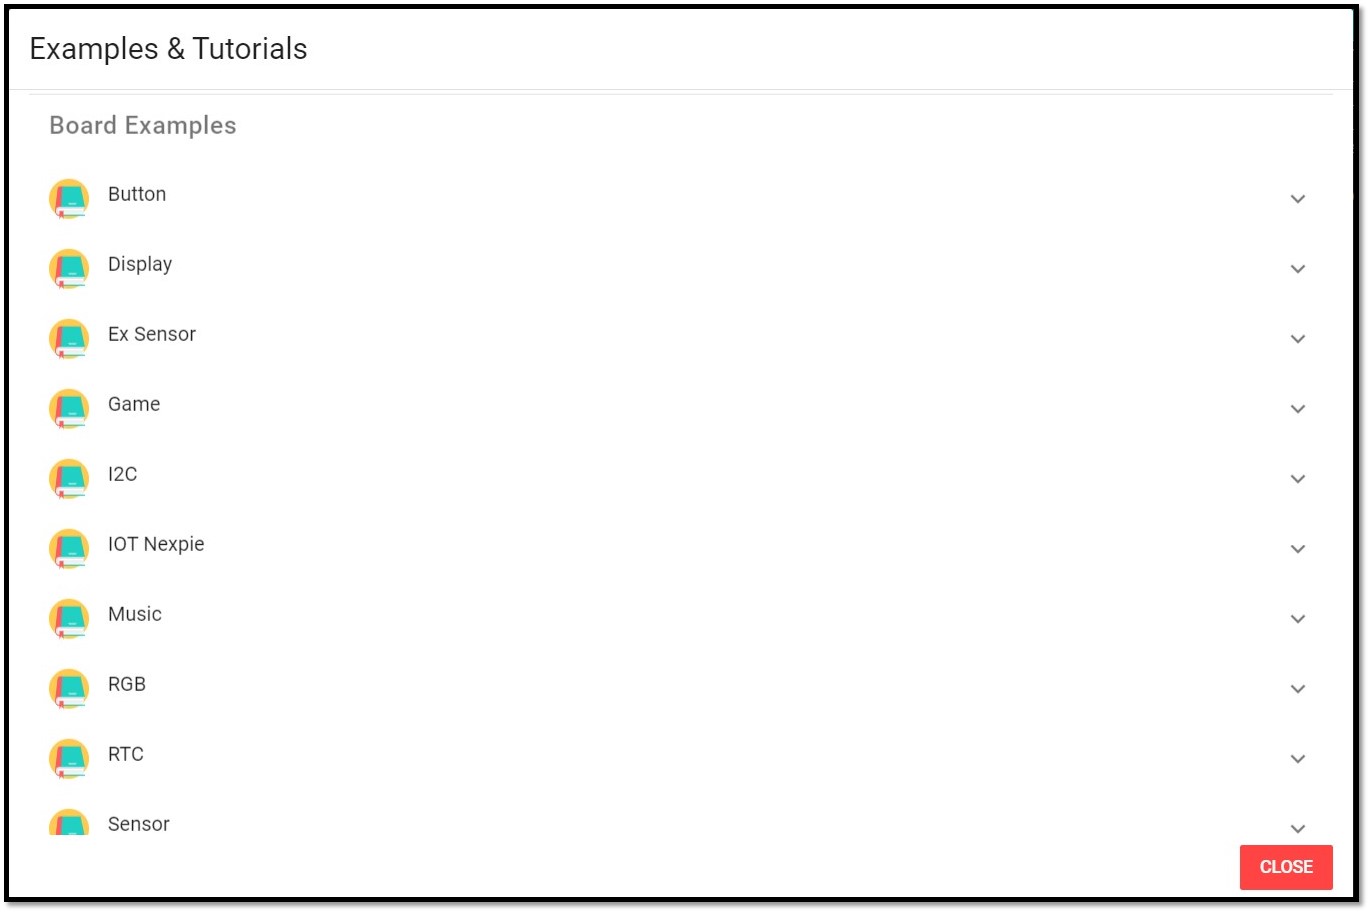 Examples & Tutorials
Board Examples
Button
Display
Ex Sensor
Game
I2C
IOT Nexpie
Music
RGB
RTC
Sensor
CLOSE